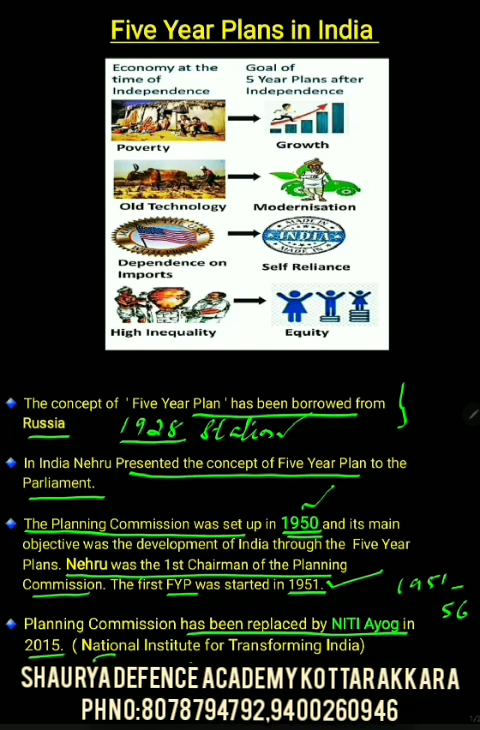 Five Year Plans in India
Economy at the
time of
Independence
Goal of
5 Year Plans after
Independence
Poverty
Growth
Old Technology
Modernisation
MADE IN
INDIA
MADE IN
Dependence on
Imports
Self Reliance
High Inequality
Equity
The concept of ' Five Year Plan ' has been borrowed from
Russia
1928
In India Nehru Presented the concept of Five Year Plan to the
Parliament.
The Planning Commission was set up in 1950 and its main
objective was the development of India through the Five Year
Plans. Nehru was the 1st Chairman of the Planning
Commission. The first FYP was started in 1951.
1951-
56
Planning Commission has been replaced by NITI Ayog in
2015. ( National Institute for Transforming India)
SHAURYA DEFENCE ACADEMY KOTTARAKKARA
PHNO:8078794792,9400260946